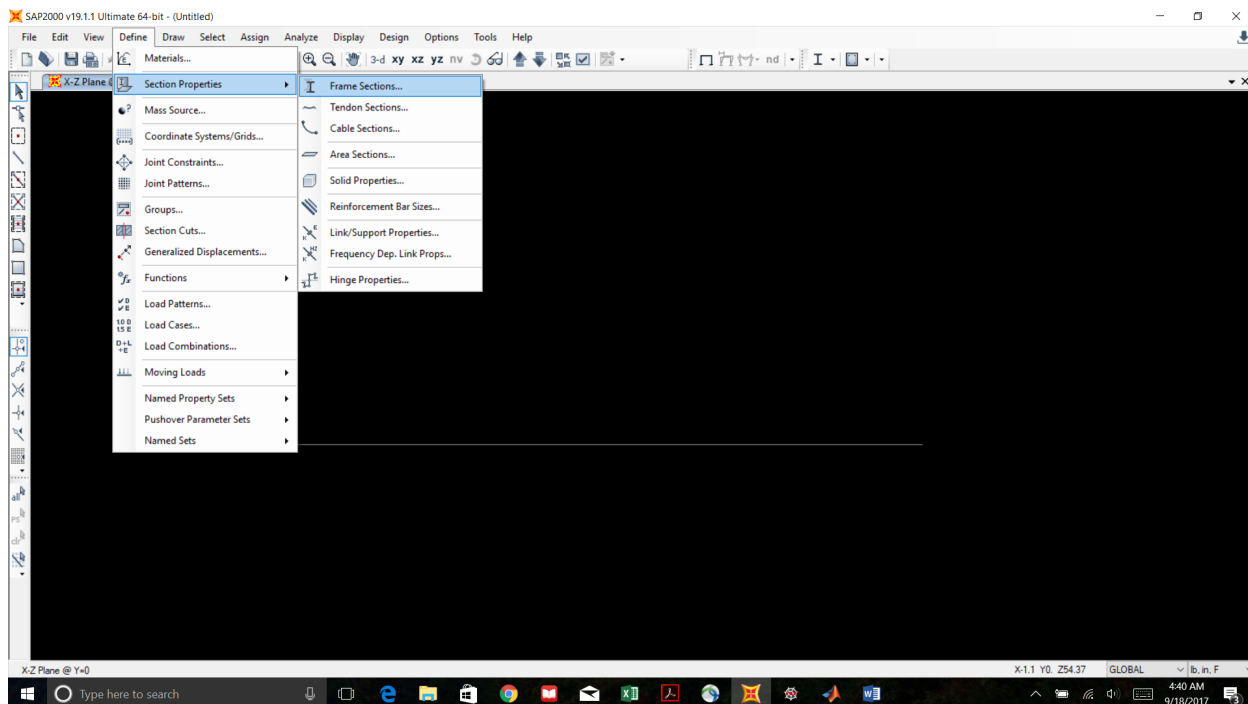 SAP2000 v19.1.1 Ultimate 64-bit - (Untitled)
File Edit View Define Draw Select Assign Analyze Display Design Options Tools Help
3-d xy xz yz nv nd
X-Z Plane
Materials...
Section Properties
Mass Source...
Coordinate Systems/Grids...
Joint Constraints...
Joint Patterns...
Groups...
Section Cuts...
Generalized Displacements...
Functions
Load Patterns...
Load Cases...
Load Combinations...
Moving Loads
Named Property Sets
Pushover Parameter Sets
Named Sets
Frame Sections...
Tendon Sections...
Cable Sections...
Area Sections...
Solid Properties...
Reinforcement Bar Sizes...
Link/Support Properties...
Frequency Dep. Link Props...
Hinge Properties...
all
PS
clr
X-Z Plane @ Y=0
X-1.1 Y0. Z54.37 GLOBAL lb, in, F
Type here to search
4:40 AM
9/18/2017